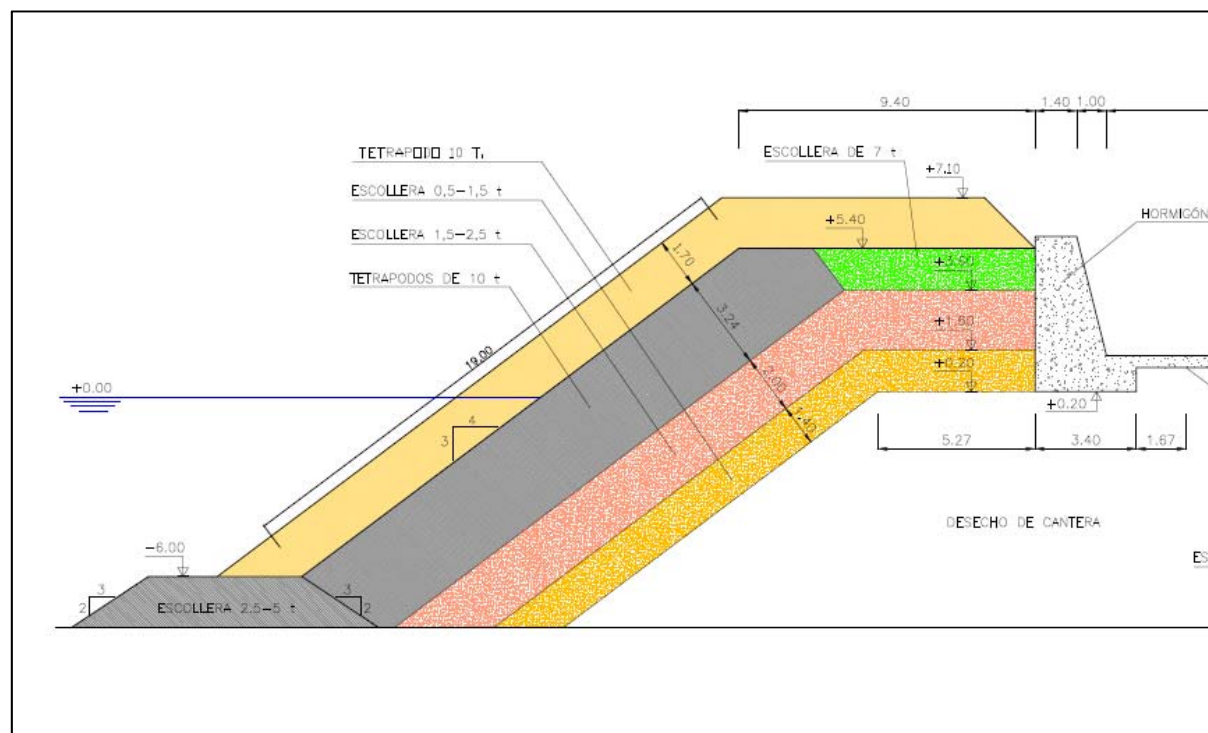 9.40
1.40
1.00
TETRAPODO 10 T.
ESCOLLERA DE 7 t
+7.10
ESCOLLERA 0,5-1,5 t
+5.40
HORMIGÓN
ESCOLLERA 1,5-2,5 t
1.70
TETRAPODOS DE 10 t
3.24
+1.60
19.00
2.00
+0.20
+0.00
1.40
+0.20
4
3
5.27
3.40
1.67
DESECHO DE CANTERA
-6.00
ES
3
2
ESCOLLERA 2.5-5 t
3
2